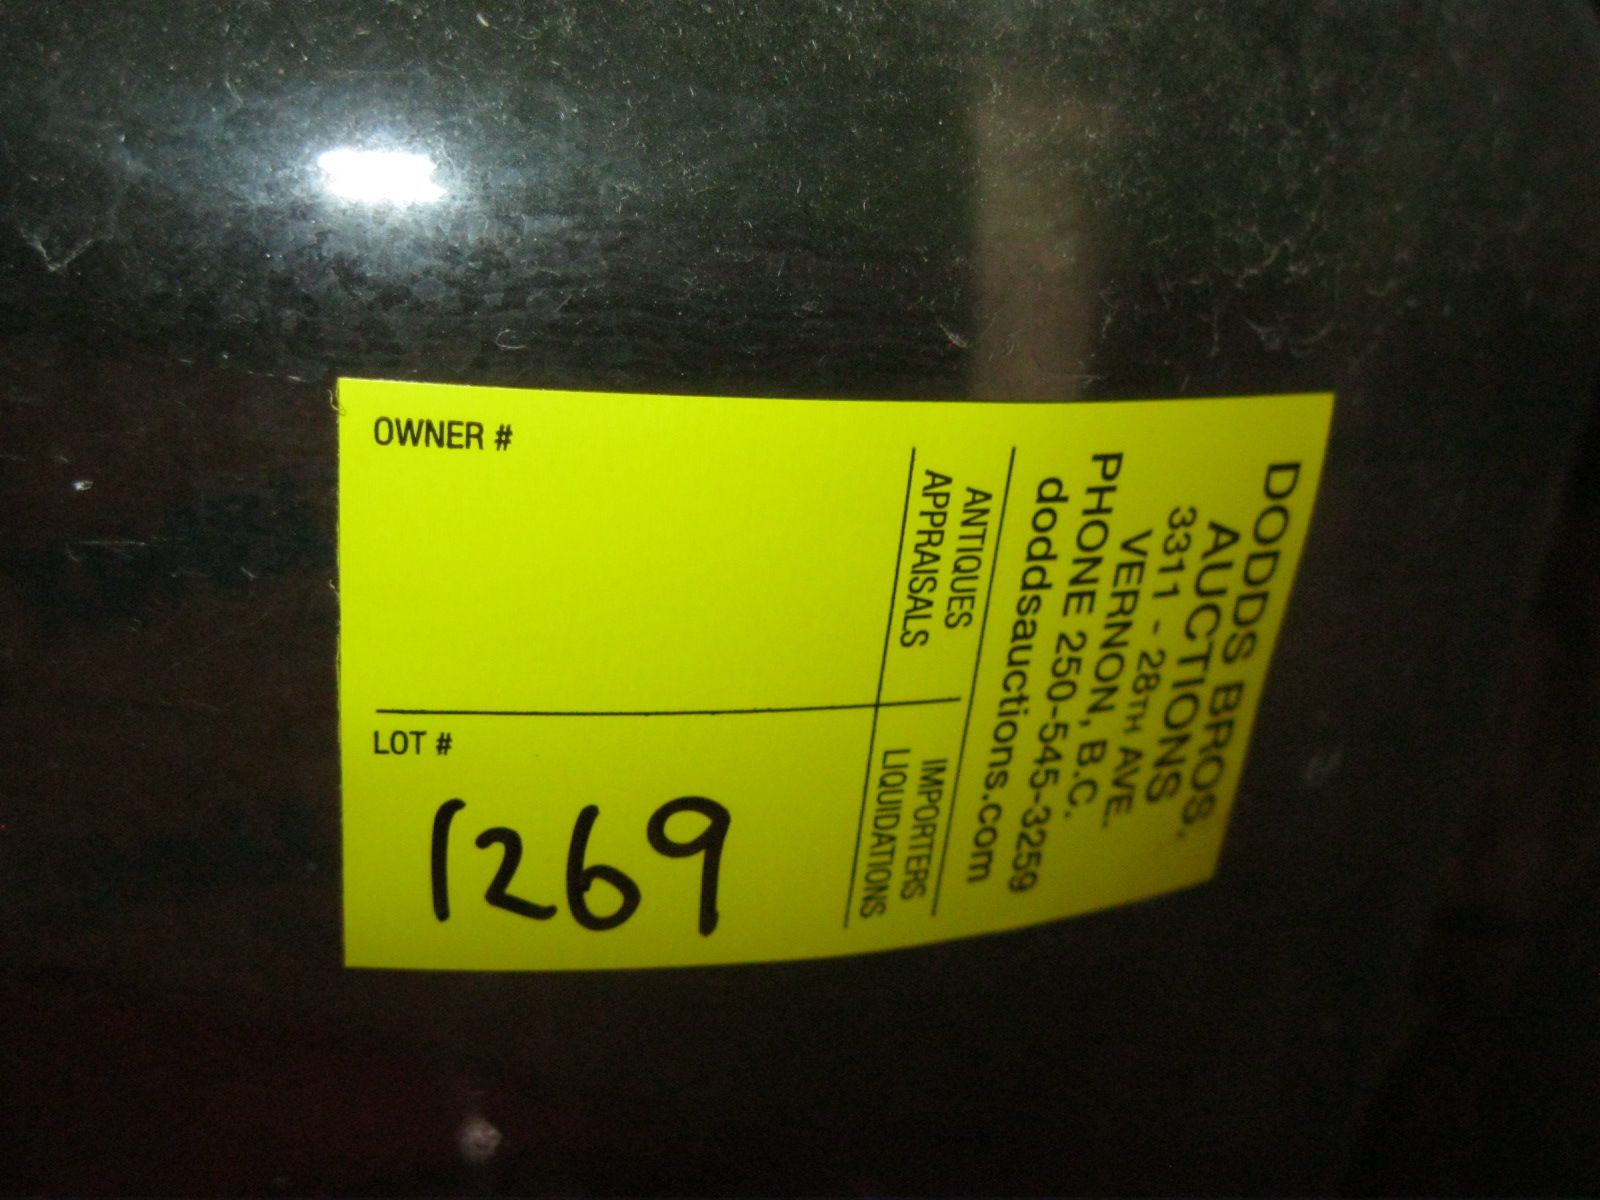 DODDS BROS.
AUCTIONS
3311 - 28TH AVE.
VERNON, B.C.
PHONE 250-545-3259
doddsauctions.com
ANTIQUES
APPRAISALS
IMPORTERS
LIQUIDATIONS
OWNER #
LOT #
1269